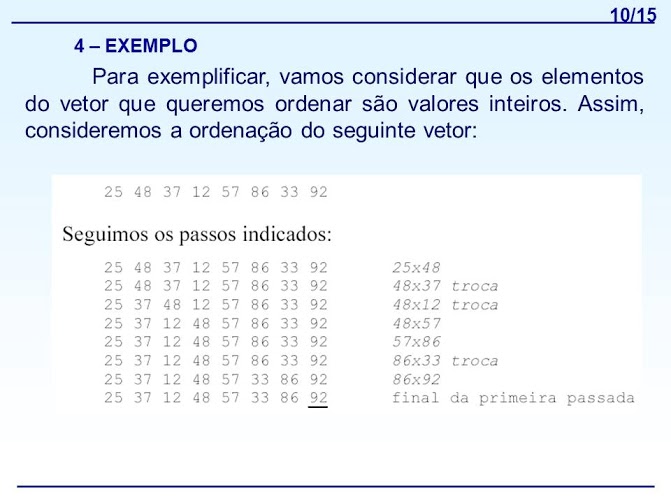 10/15
4 – EXEMPLO
Para exemplificar, vamos considerar que os elementos
do vetor que queremos ordenar são valores inteiros. Assim,
consideremos a ordenação do seguinte vetor:
25 48 37 12 57 86 33 92
Seguimos os passos indicados:
25 48 37 12 57 86 33 92 25x48
25 48 37 12 57 86 33 92 48x37 troca
25 37 48 12 57 86 33 92 48x12 troca
25 37 12 48 57 86 33 92 48x57
25 37 12 48 57 86 33 92 57x86
25 37 12 48 57 86 33 92 86x33 troca
25 37 12 48 57 33 86 92 86x92
25 37 12 48 57 33 86 92 final da primeira passada